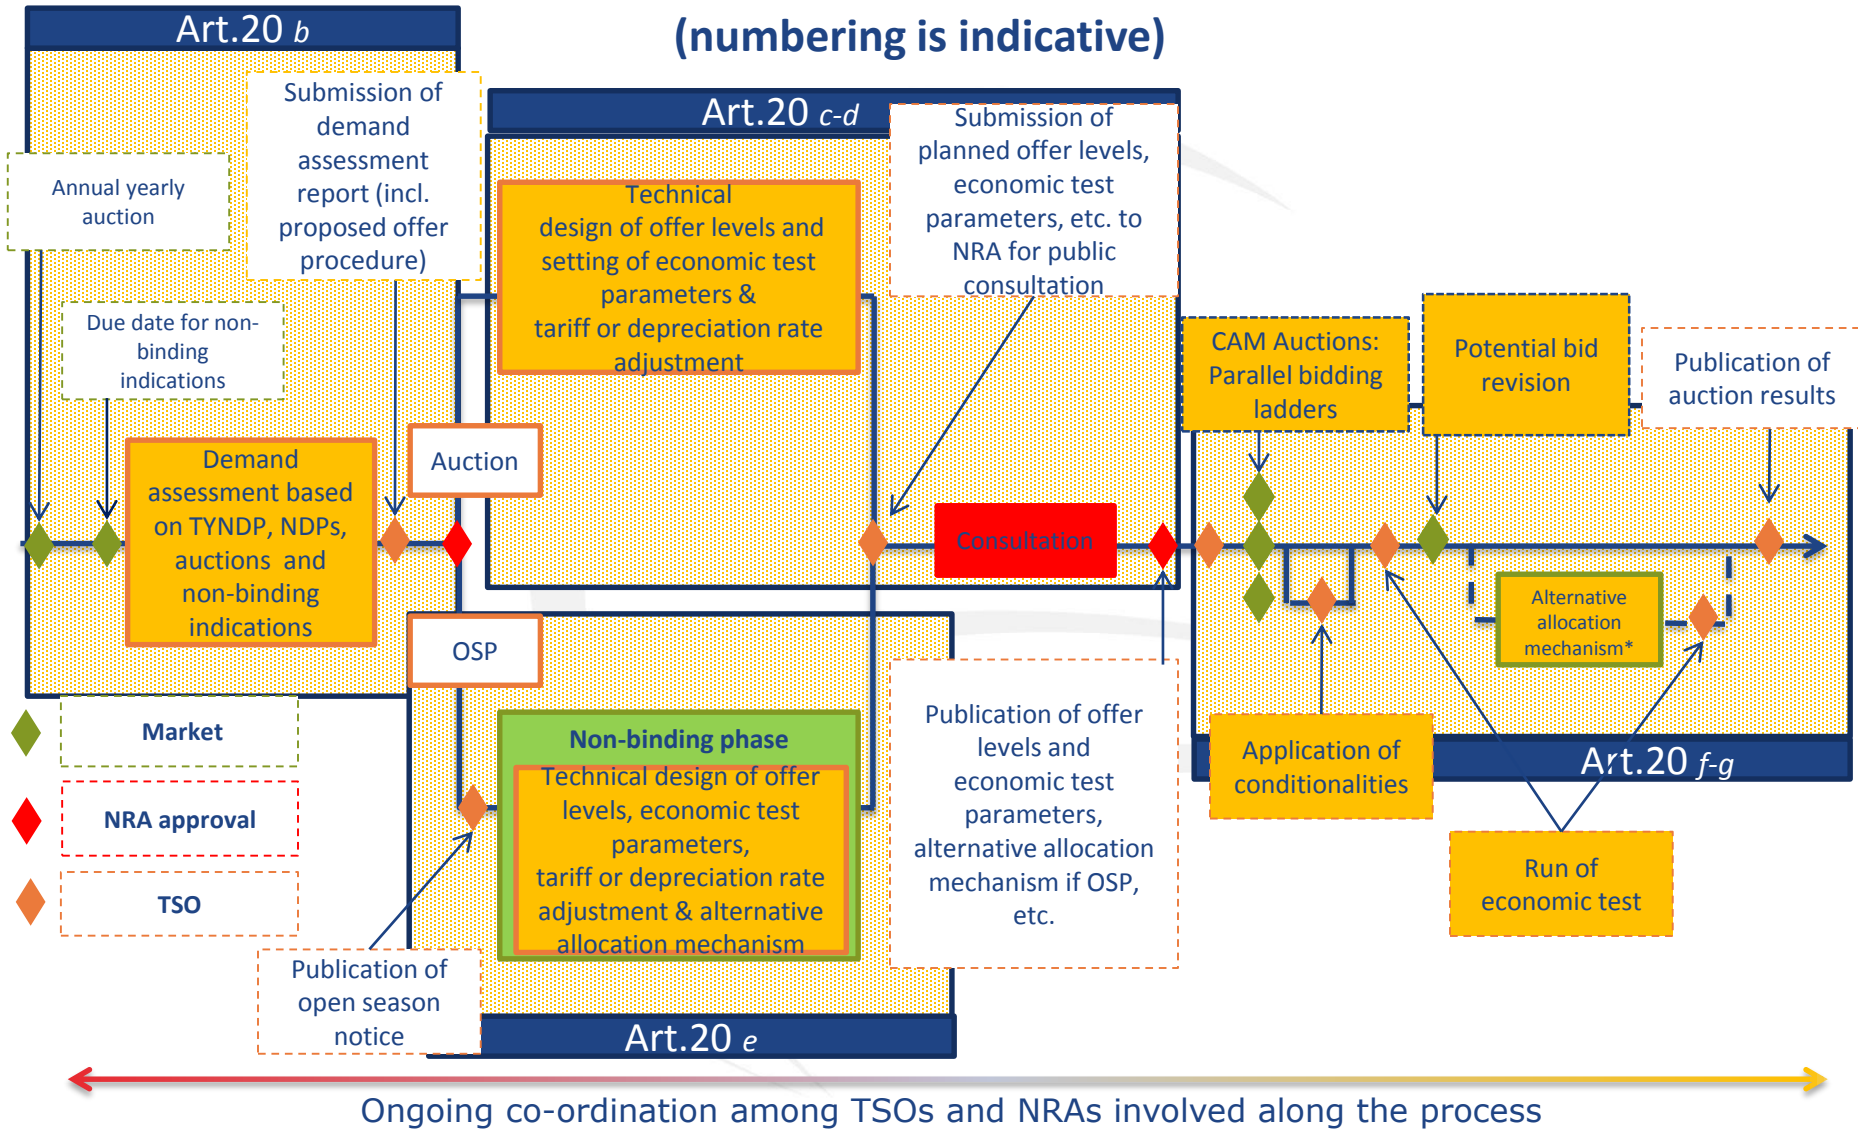 (numbering is indicative)
Art.20 b
Annual yearly
auction
Submission of
demand
assessment
report (incl.
proposed offer
procedure)
Due date for non-
binding
indications
Demand
assessment based
on TYNDP, NDPs,
auctions and
non-binding
indications
Auction
OSP
Art.20 c-d
Technical
design of offer levels and
setting of economic test
parameters &
tariff or depreciation rate
adjustment
Submission of
planned offer levels,
economic test
parameters, etc. to
NRA for public
consultation
Consultation
CAM Auctions:
Parallel bidding
ladders
Potential bid
revision
Publication of
auction results
Alternative
allocation
mechanism*
Art.20 f-g
Application of
conditionalities
Run of
economic test
Publication of offer
levels and
economic test
parameters,
alternative allocation
mechanism if OSP,
etc.
Non-binding phase
Technical design of offer
levels, economic test
parameters,
tariff or depreciation rate
adjustment & alternative
allocation mechanism
Publication of
open season
notice
Art.20 e
Market
NRA approval
TSO
Ongoing co-ordination among TSOs and NRAs involved along the process